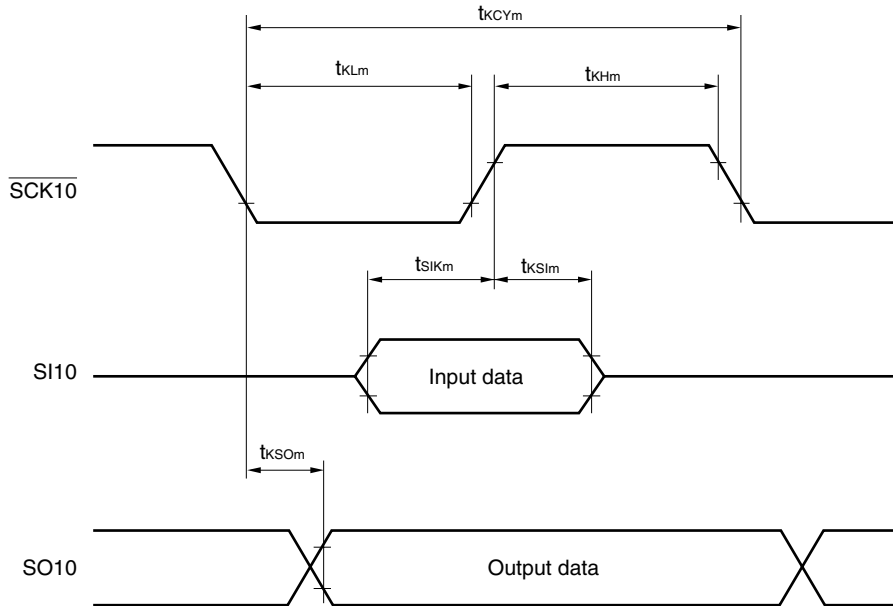 tKCYm
tKLm
tKHm
SCK10
tSIKm
tKSIm
SI10
Input data
tKSOm
SO10
Output data